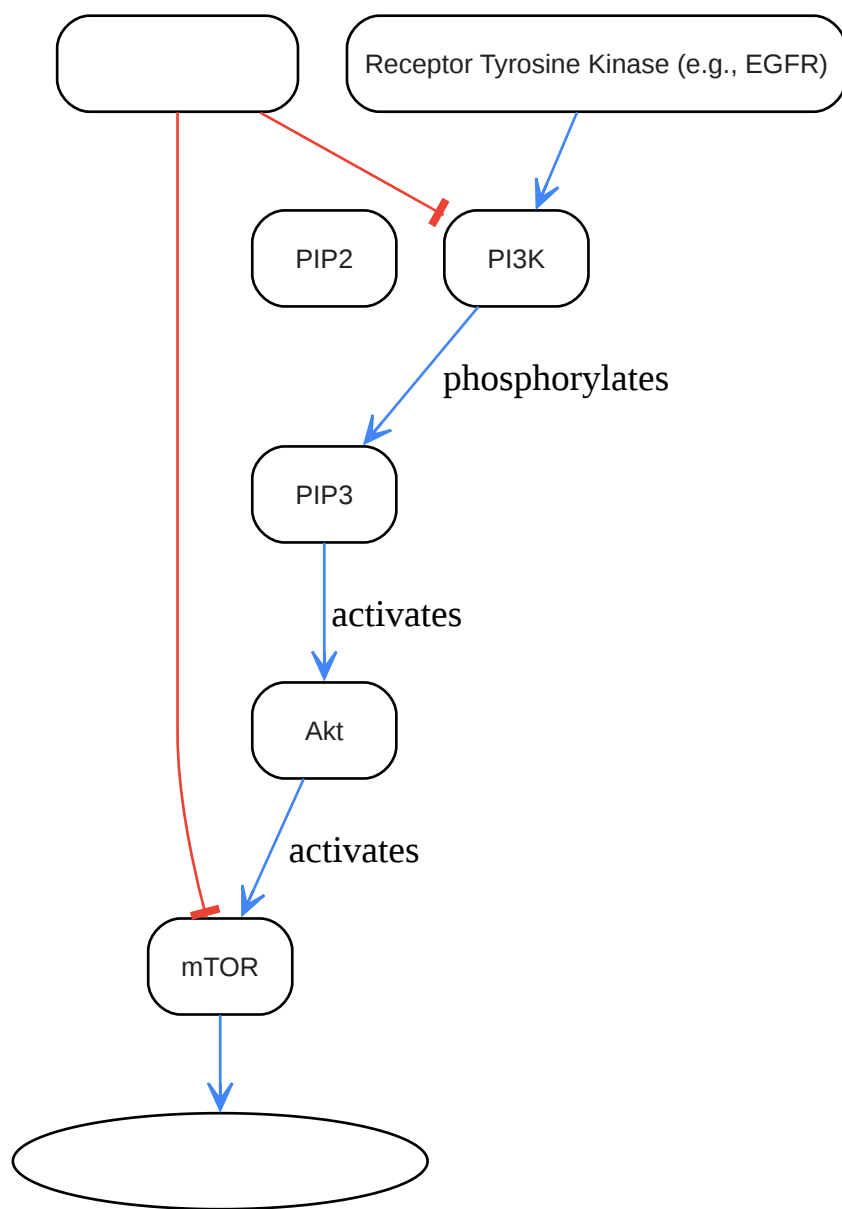 Receptor Tyrosine Kinase (e.g., EGFR)
PIP2
PI3K
phosphorylates
PIP3
activates
Akt
activates
mTOR